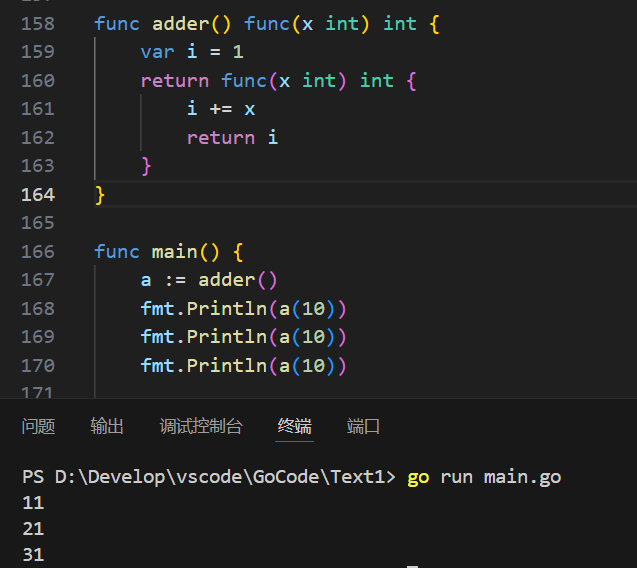 158 func adder() func(x int) int {
159     var i = 1
160     return func(x int) int {
161         i += x
162         return i
163     }
164 }
165
166 func main() {
167     a := adder()
168     fmt.Println(a(10))
169     fmt.Println(a(10))
170     fmt.Println(a(10))
171
问题 输出 调试控制台 终端 端口
PS D:\Develop\vscode\GoCode\Text1> go run main.go
11
21
31